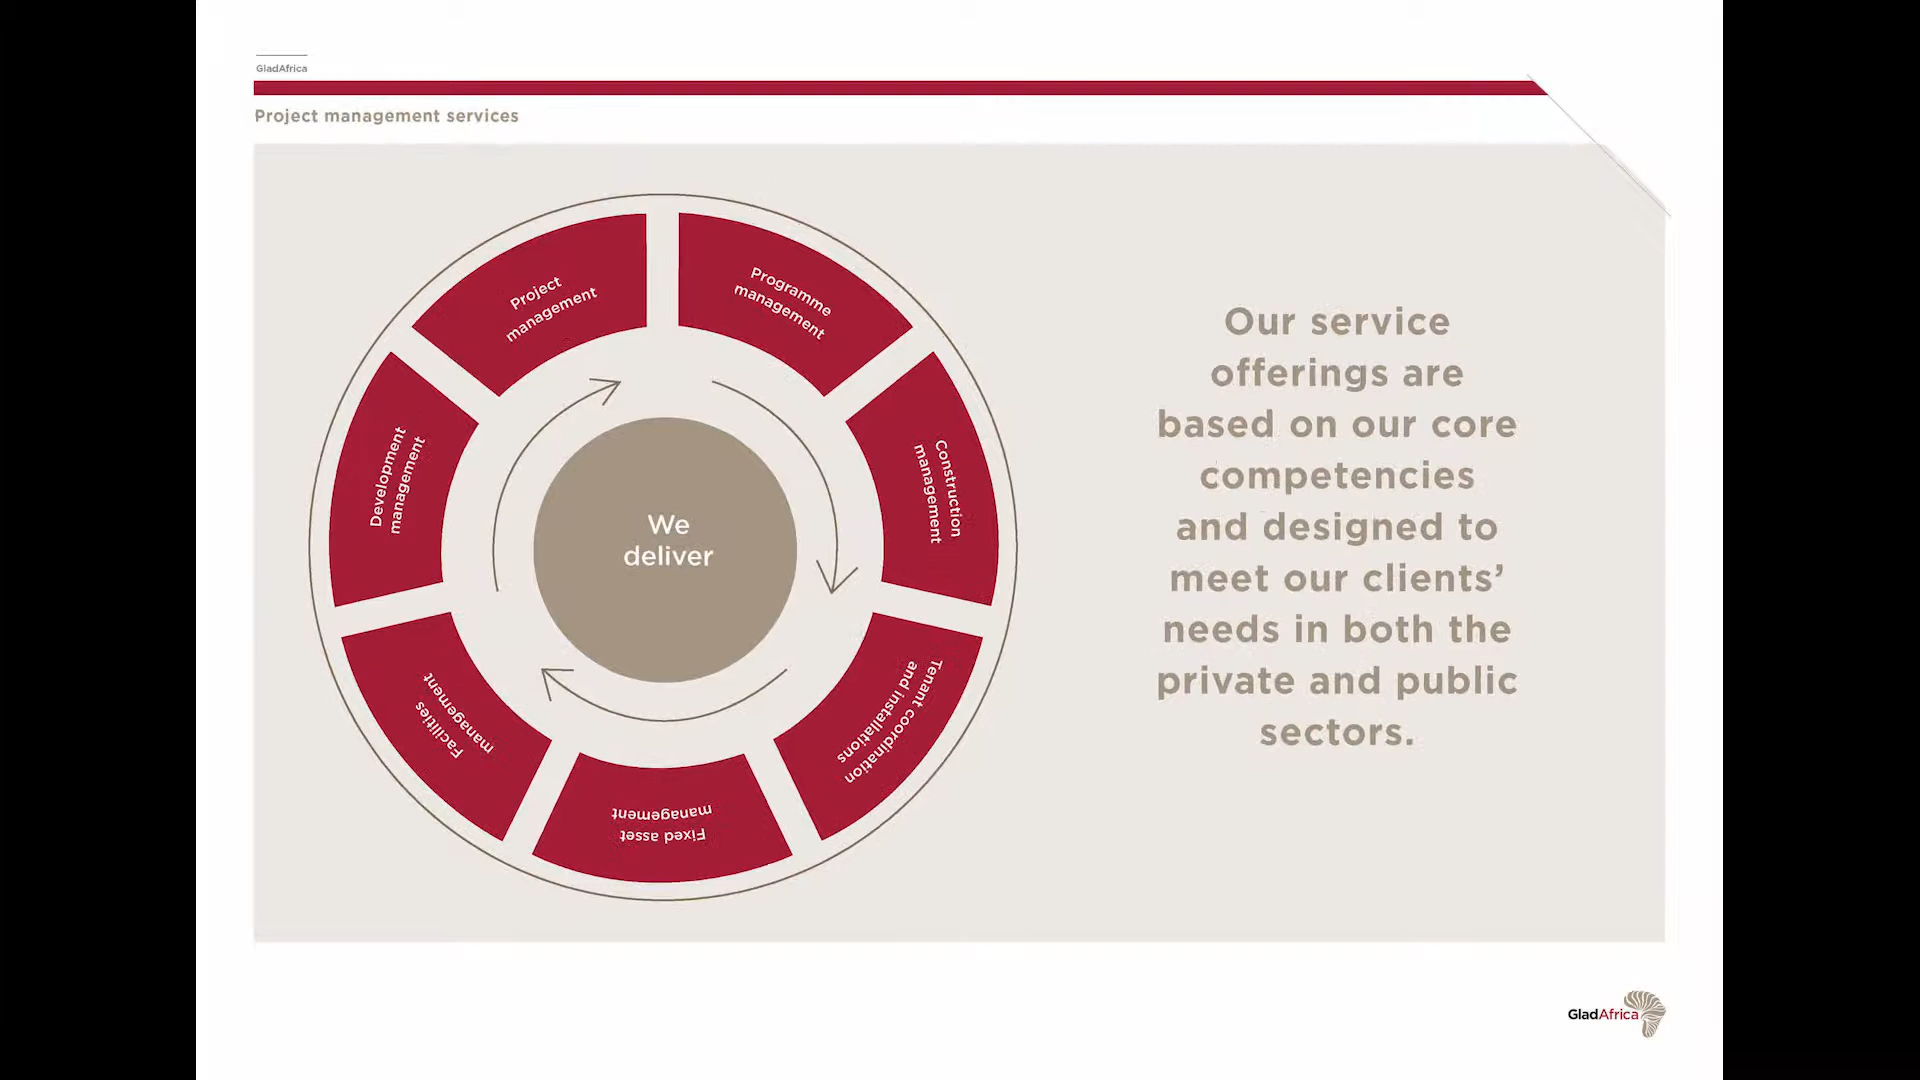 GladAfrica
Project management services
Project
management
Programme
management
Construction
management
Tenant coordination
and installations
Fixed asset
management
Facilities
management
Development
management
We
deliver
Our service
offerings are
based on our core
competencies
and designed to
meet our clients’
needs in both the
private and public
sectors.
GladAfrica